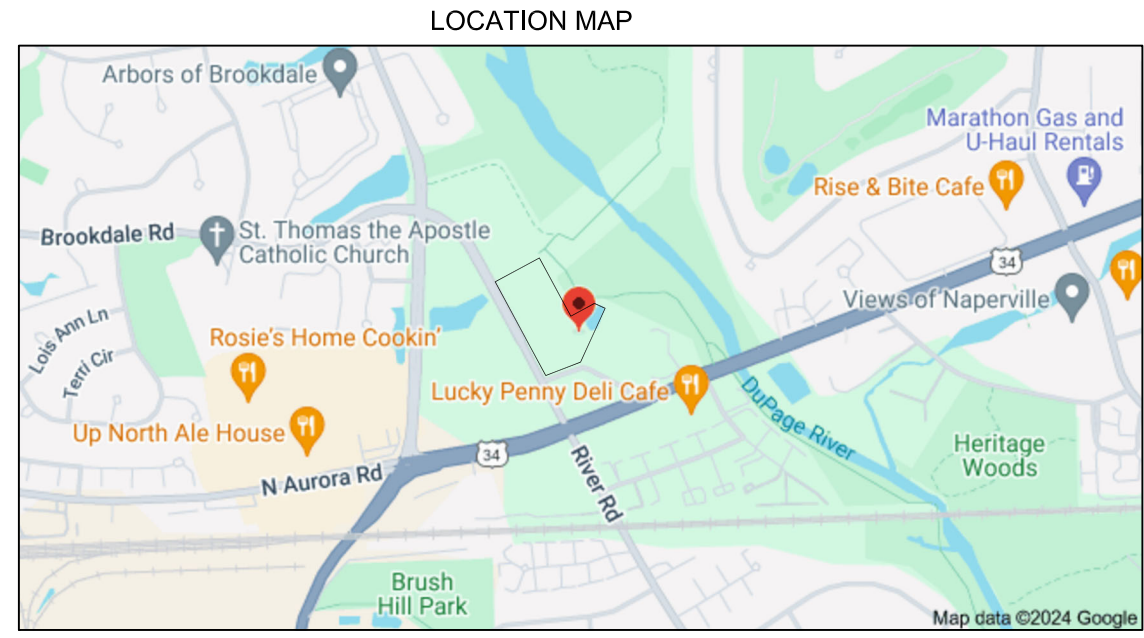 LOCATION MAP
Arbors of Brookdale
Marathon Gas and
U-Haul Rentals
Rise & Bite Cafe
Brookdale Rd
St. Thomas the Apostle
Catholic Church
34
Views of Naperville
Lois Ann Ln
Terri Cir
Rosie's Home Cookin'
Lucky Penny Deli Cafe
DuPage River
Up North Ale House
34
Heritage
Woods
N Aurora Rd
River Rd
Brush
Hill Park
Map data ©2024 Google